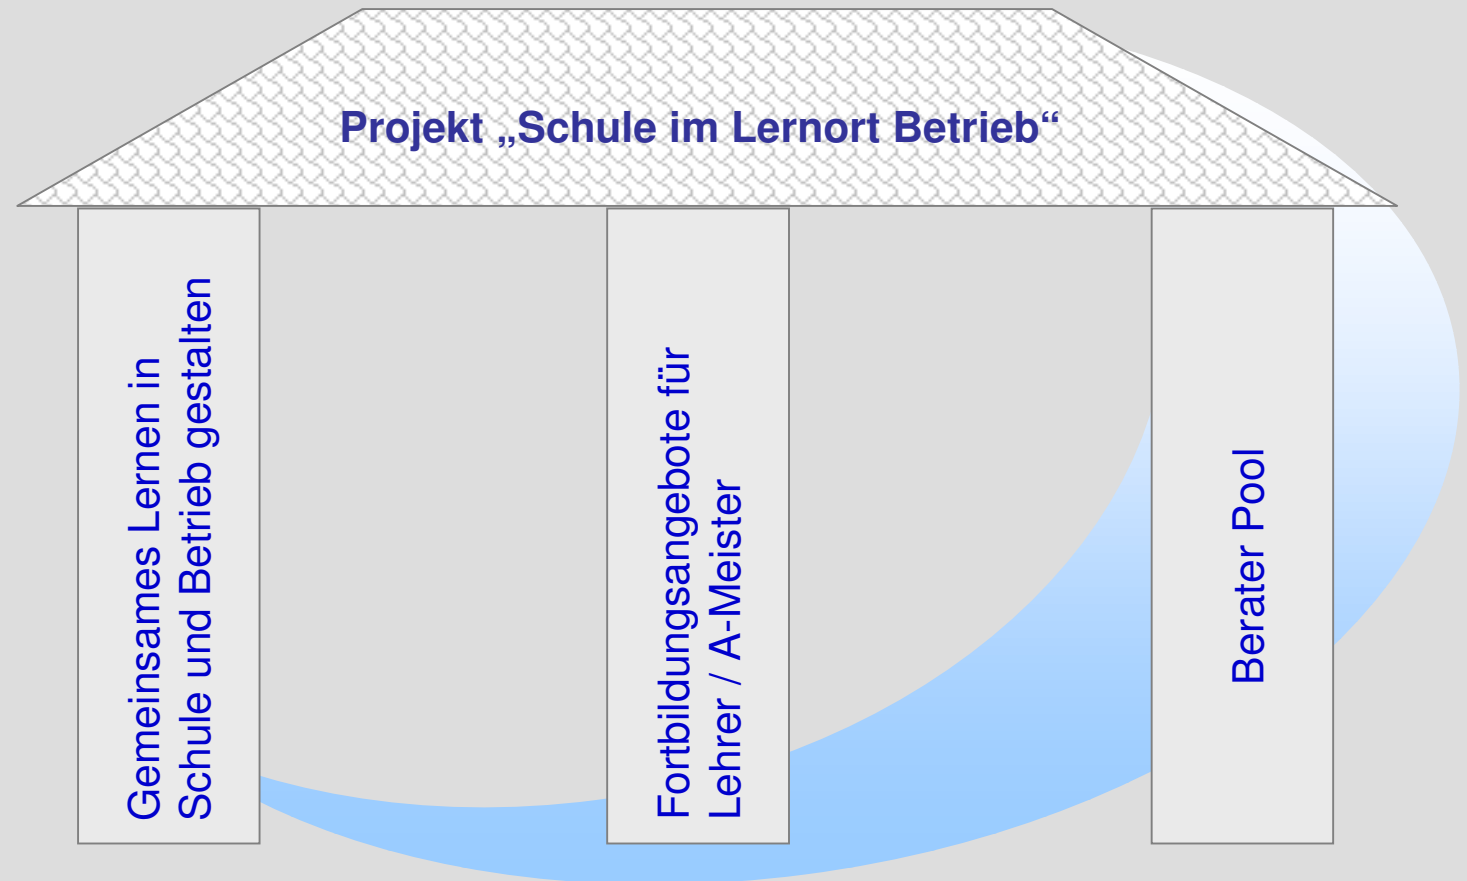 Projekt „Schule im Lernort Betrieb“
Gemeinsames Lernen in
Schule und Betrieb gestalten
Fortbildungsangebote für
Lehrer / A-Meister
Berater Pool